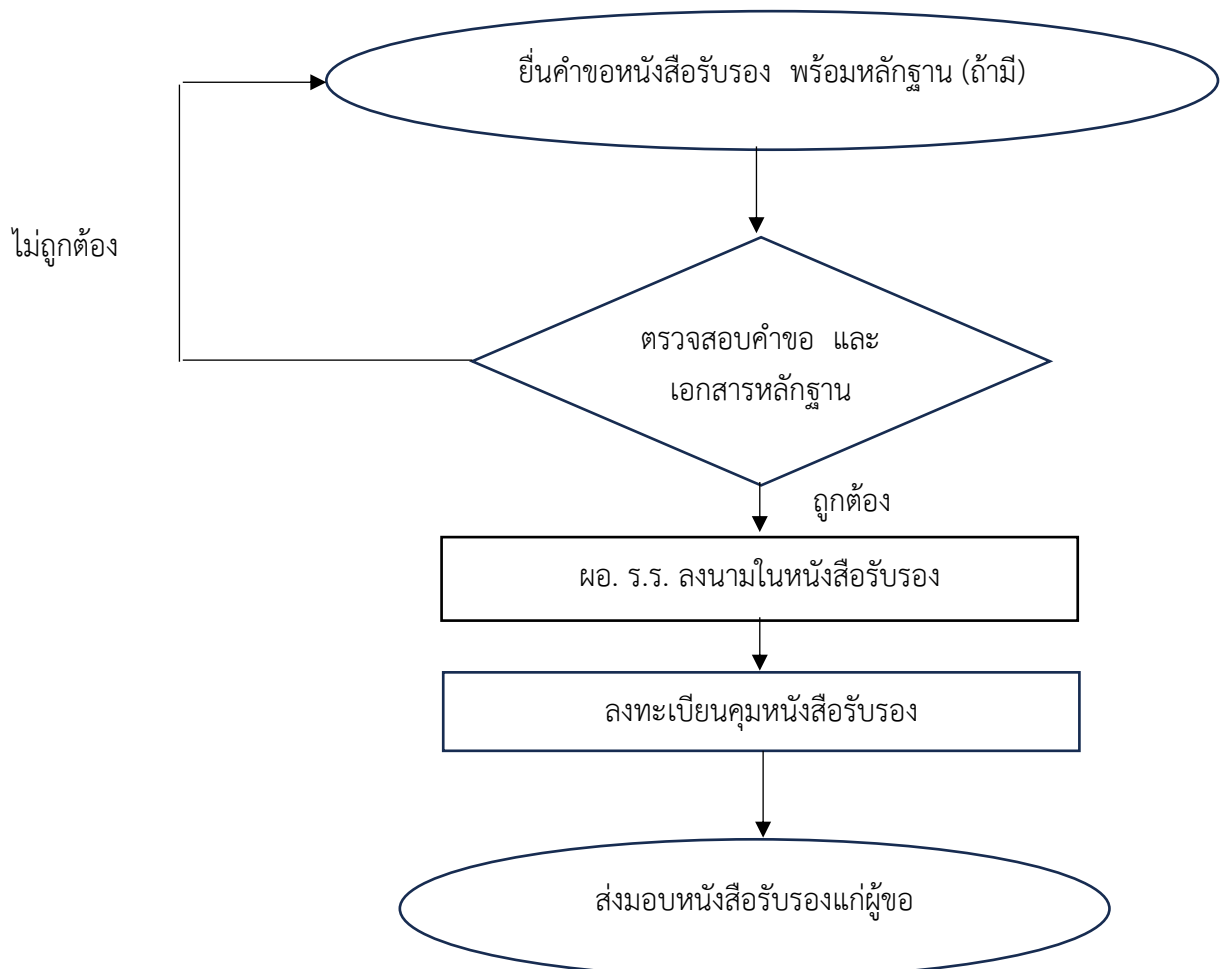 ยื่นคำขอหนังสือรับรอง พร้อมหลักฐาน (ถ้ามี)
ไม่ถูกต้อง
ตรวจสอบคำขอ และ
เอกสารหลักฐาน
ถูกต้อง
ผอ. ร.ร. ลงนามในหนังสือรับรอง
ลงทะเบียนคุมหนังสือรับรอง
ส่งมอบหนังสือรับรองแก่ผู้ขอ